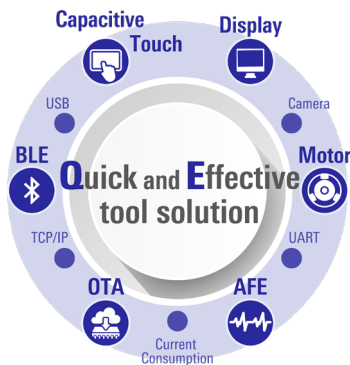 Capacitive
Touch
Display
USB
Camera
BLE
Motor
Quick and Effective
tool solution
TCP/IP
UART
OTA
AFE
Current
Consumption